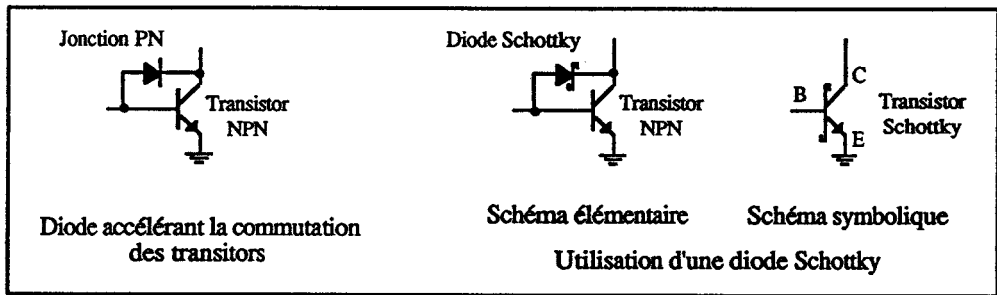 Jonction PN
Transistor
NPN
Diode accélérant la commutation
des transitors
Diode Schottky
Transistor
NPN
Schéma élémentaire
B
C
E
Transistor
Schottky
Schéma symbolique
Utilisation d'une diode Schottky